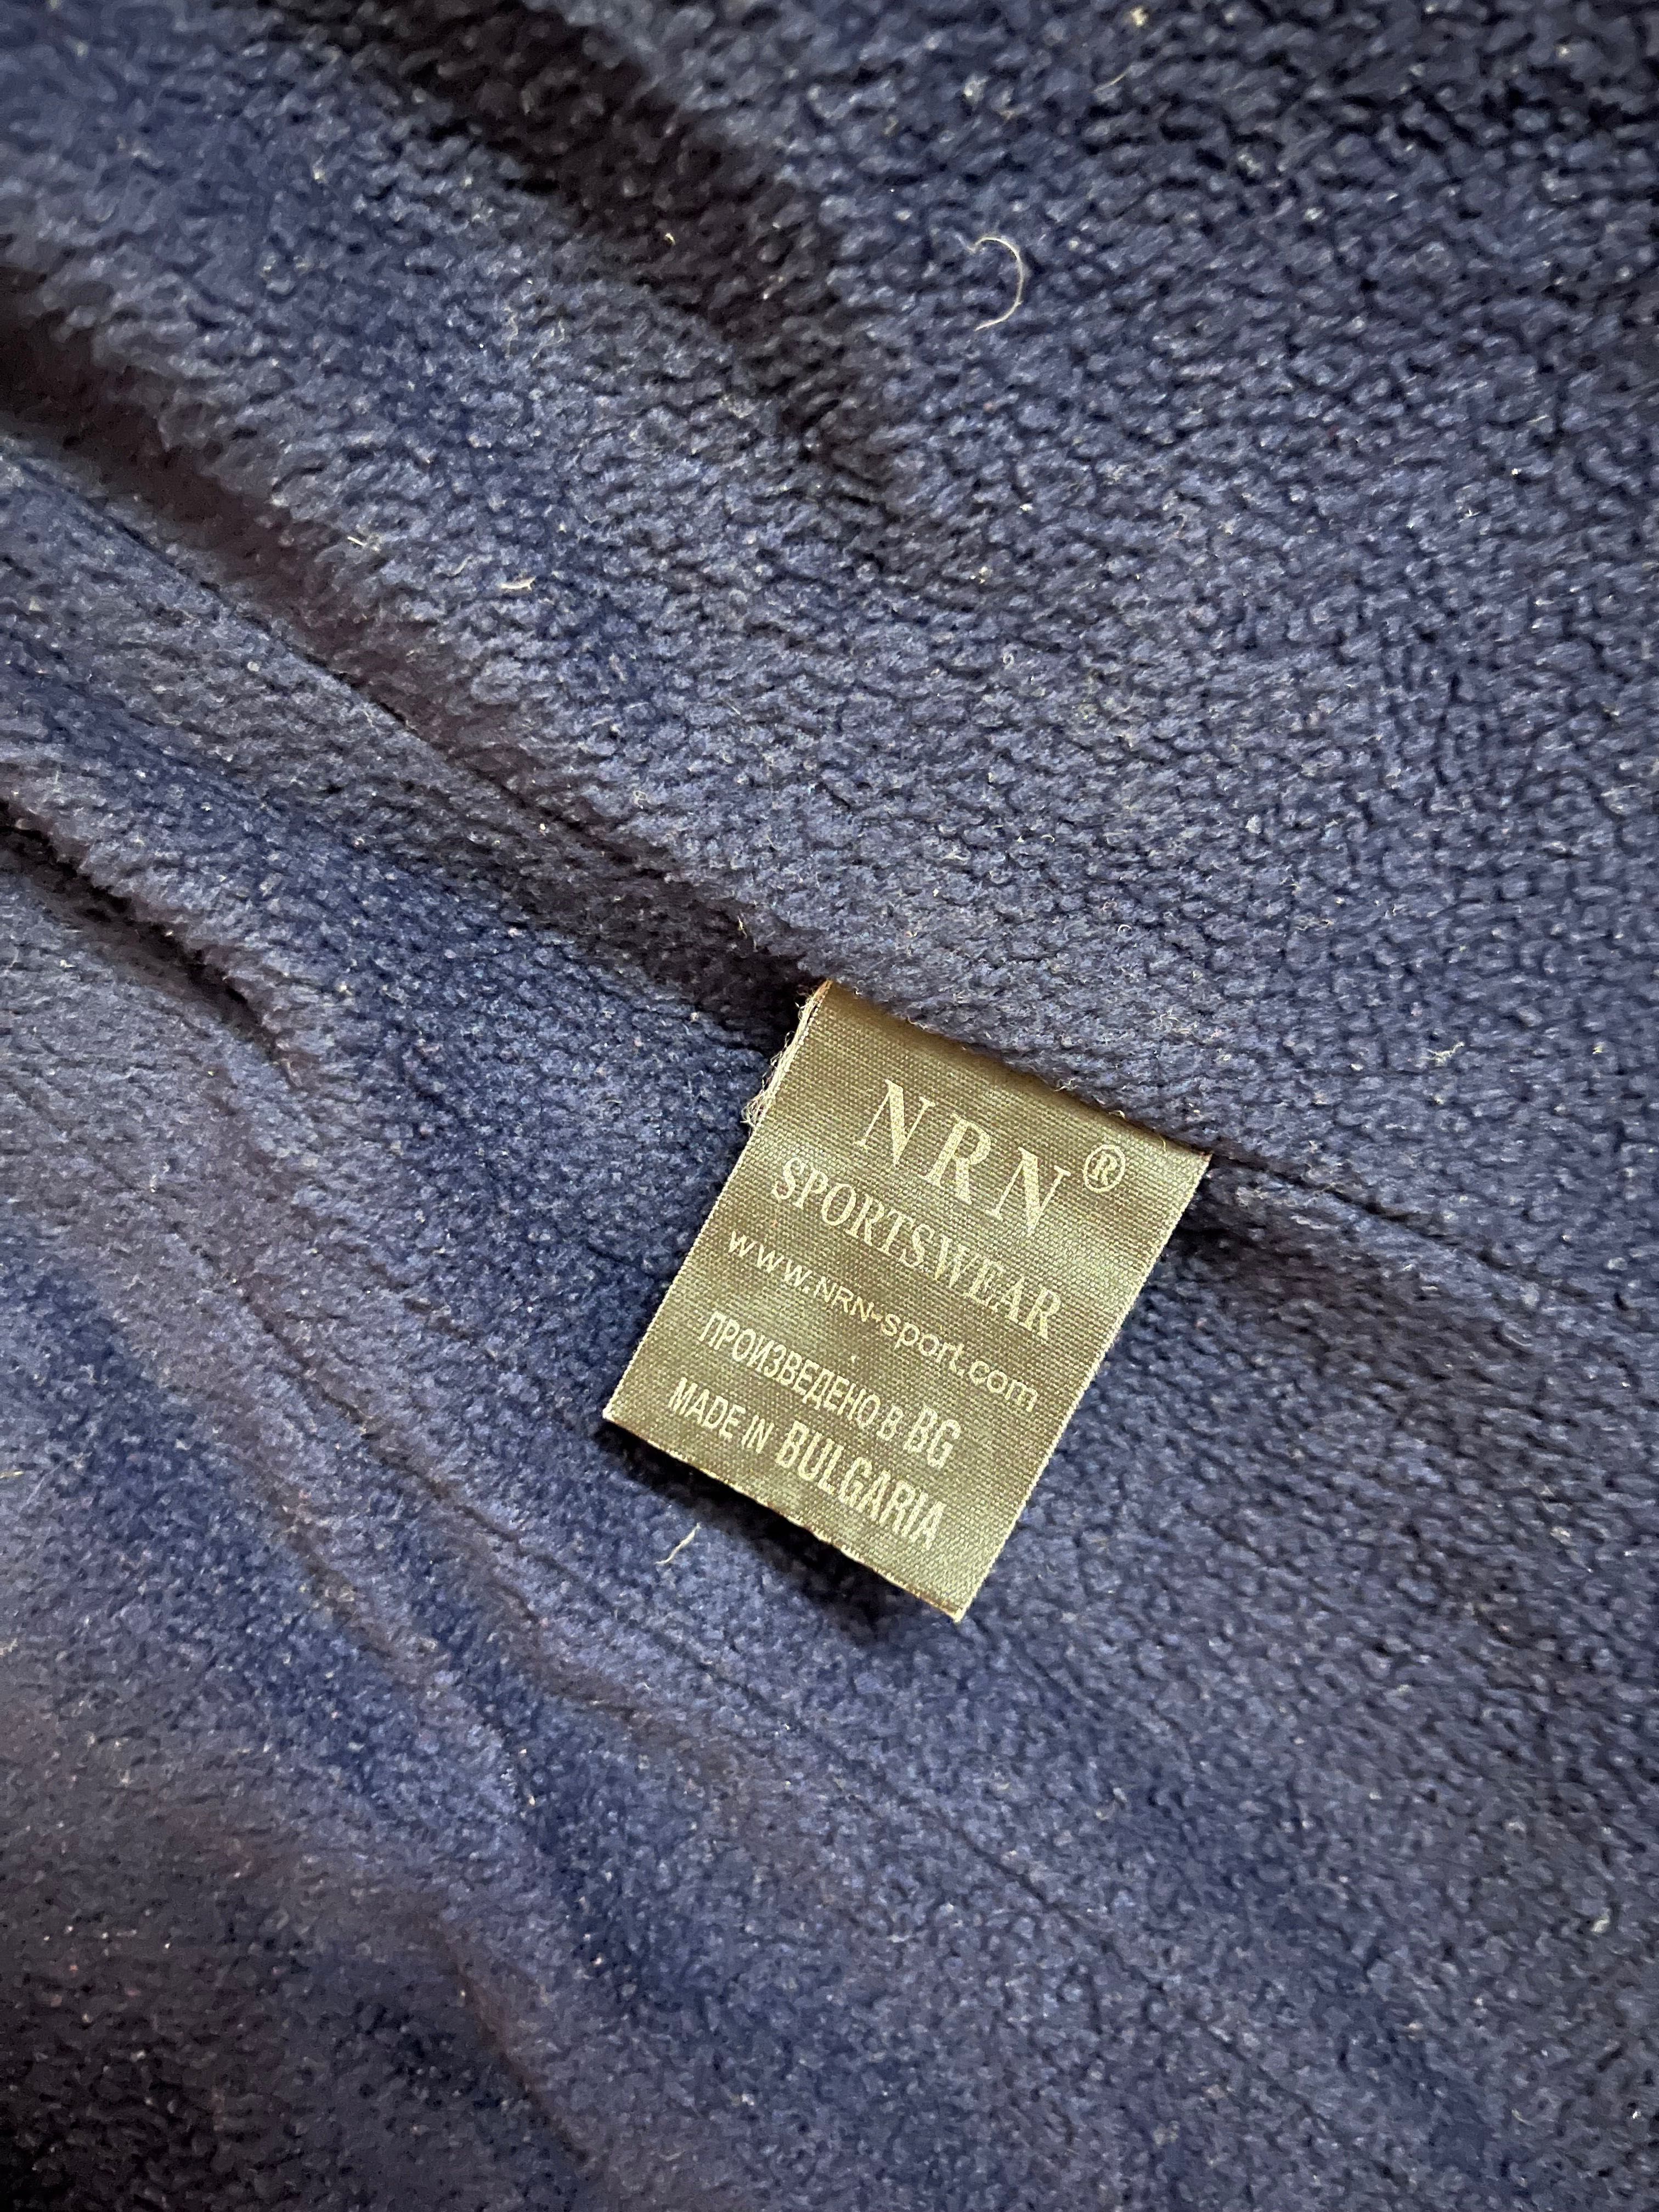 NRN®
SPORTSWEAR
www.NRN-sport.com
ПРОИЗВЕДЕНО В BG
MADE IN BULGARIA